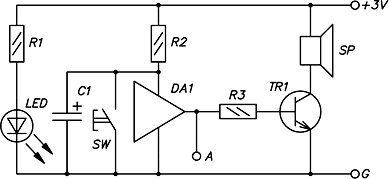 +3V
R1
R2
SP
LED
C1
+
DA1
R3
TR1
SW
A
G